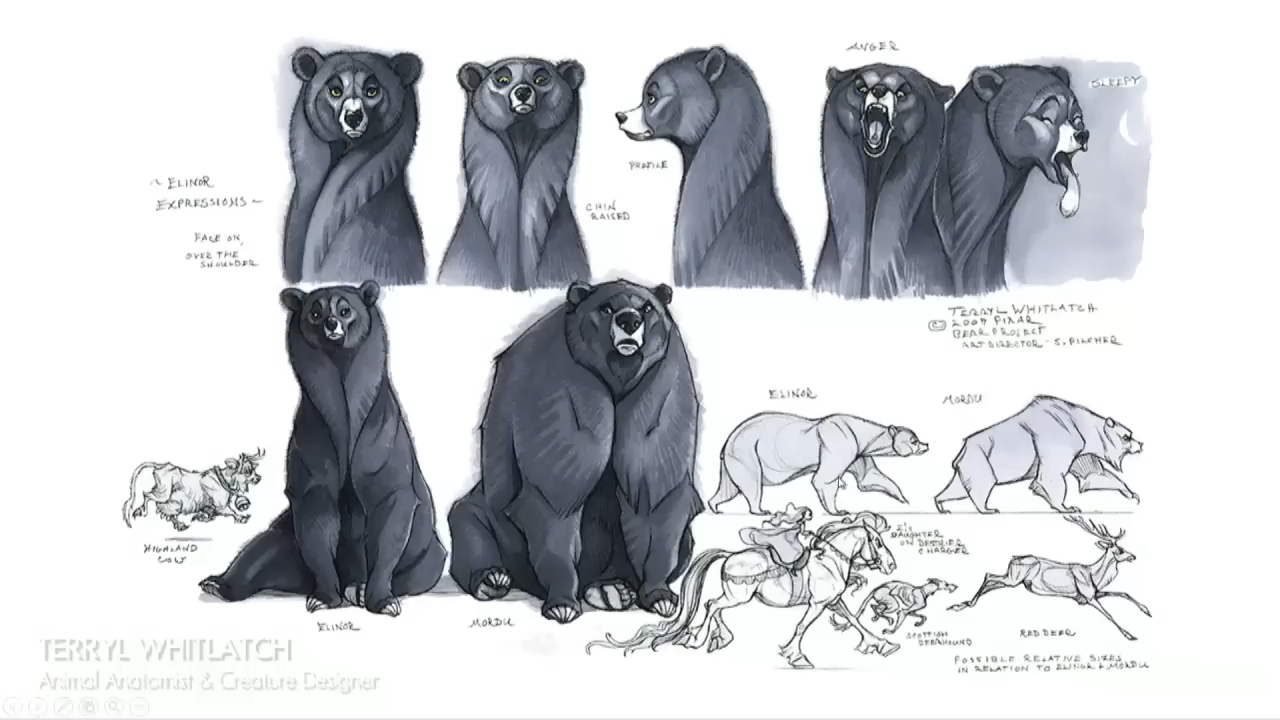 ANGER
SLEEPY
PROFILE
~ ELINOR
EXPRESSIONS ~
CHIN
RAISED
FACE ON,
OVER THE
SHOULDER
TERRYL WHITLATCH
© 2007 PIXAR
BEAR PROJECT
ART DIRECTOR - S. PILCHER
ELINOR
MORDU
HIGHLAND
COW
DAUGHTER
ON DESTRIER
CHARGER
ELINOR
MORDU
SCOTTISH
DEERHOUND
RED DEER
POSSIBLE RELATIVE SIZES
IN RELATION TO ELINOR & MORDU
TERRYL WHITLATCH
Animal Anatomist & Creature Designer